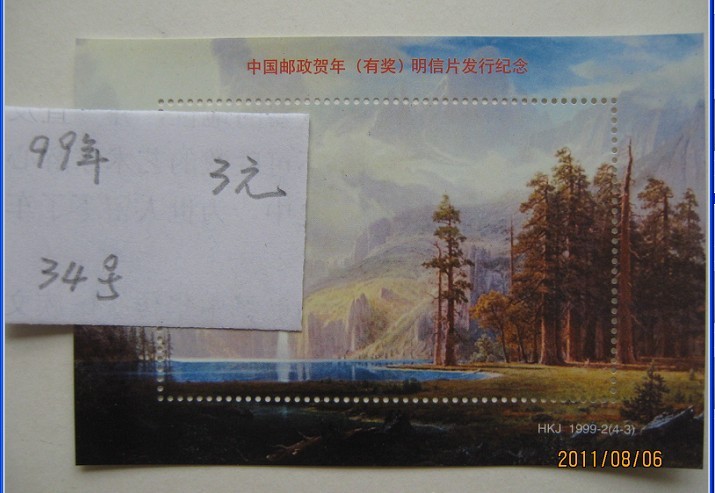 中国邮政贺年（有奖）明信片发行纪念
99年
3元
34号
HKJ 1999-2(4-3)
2011/08/06